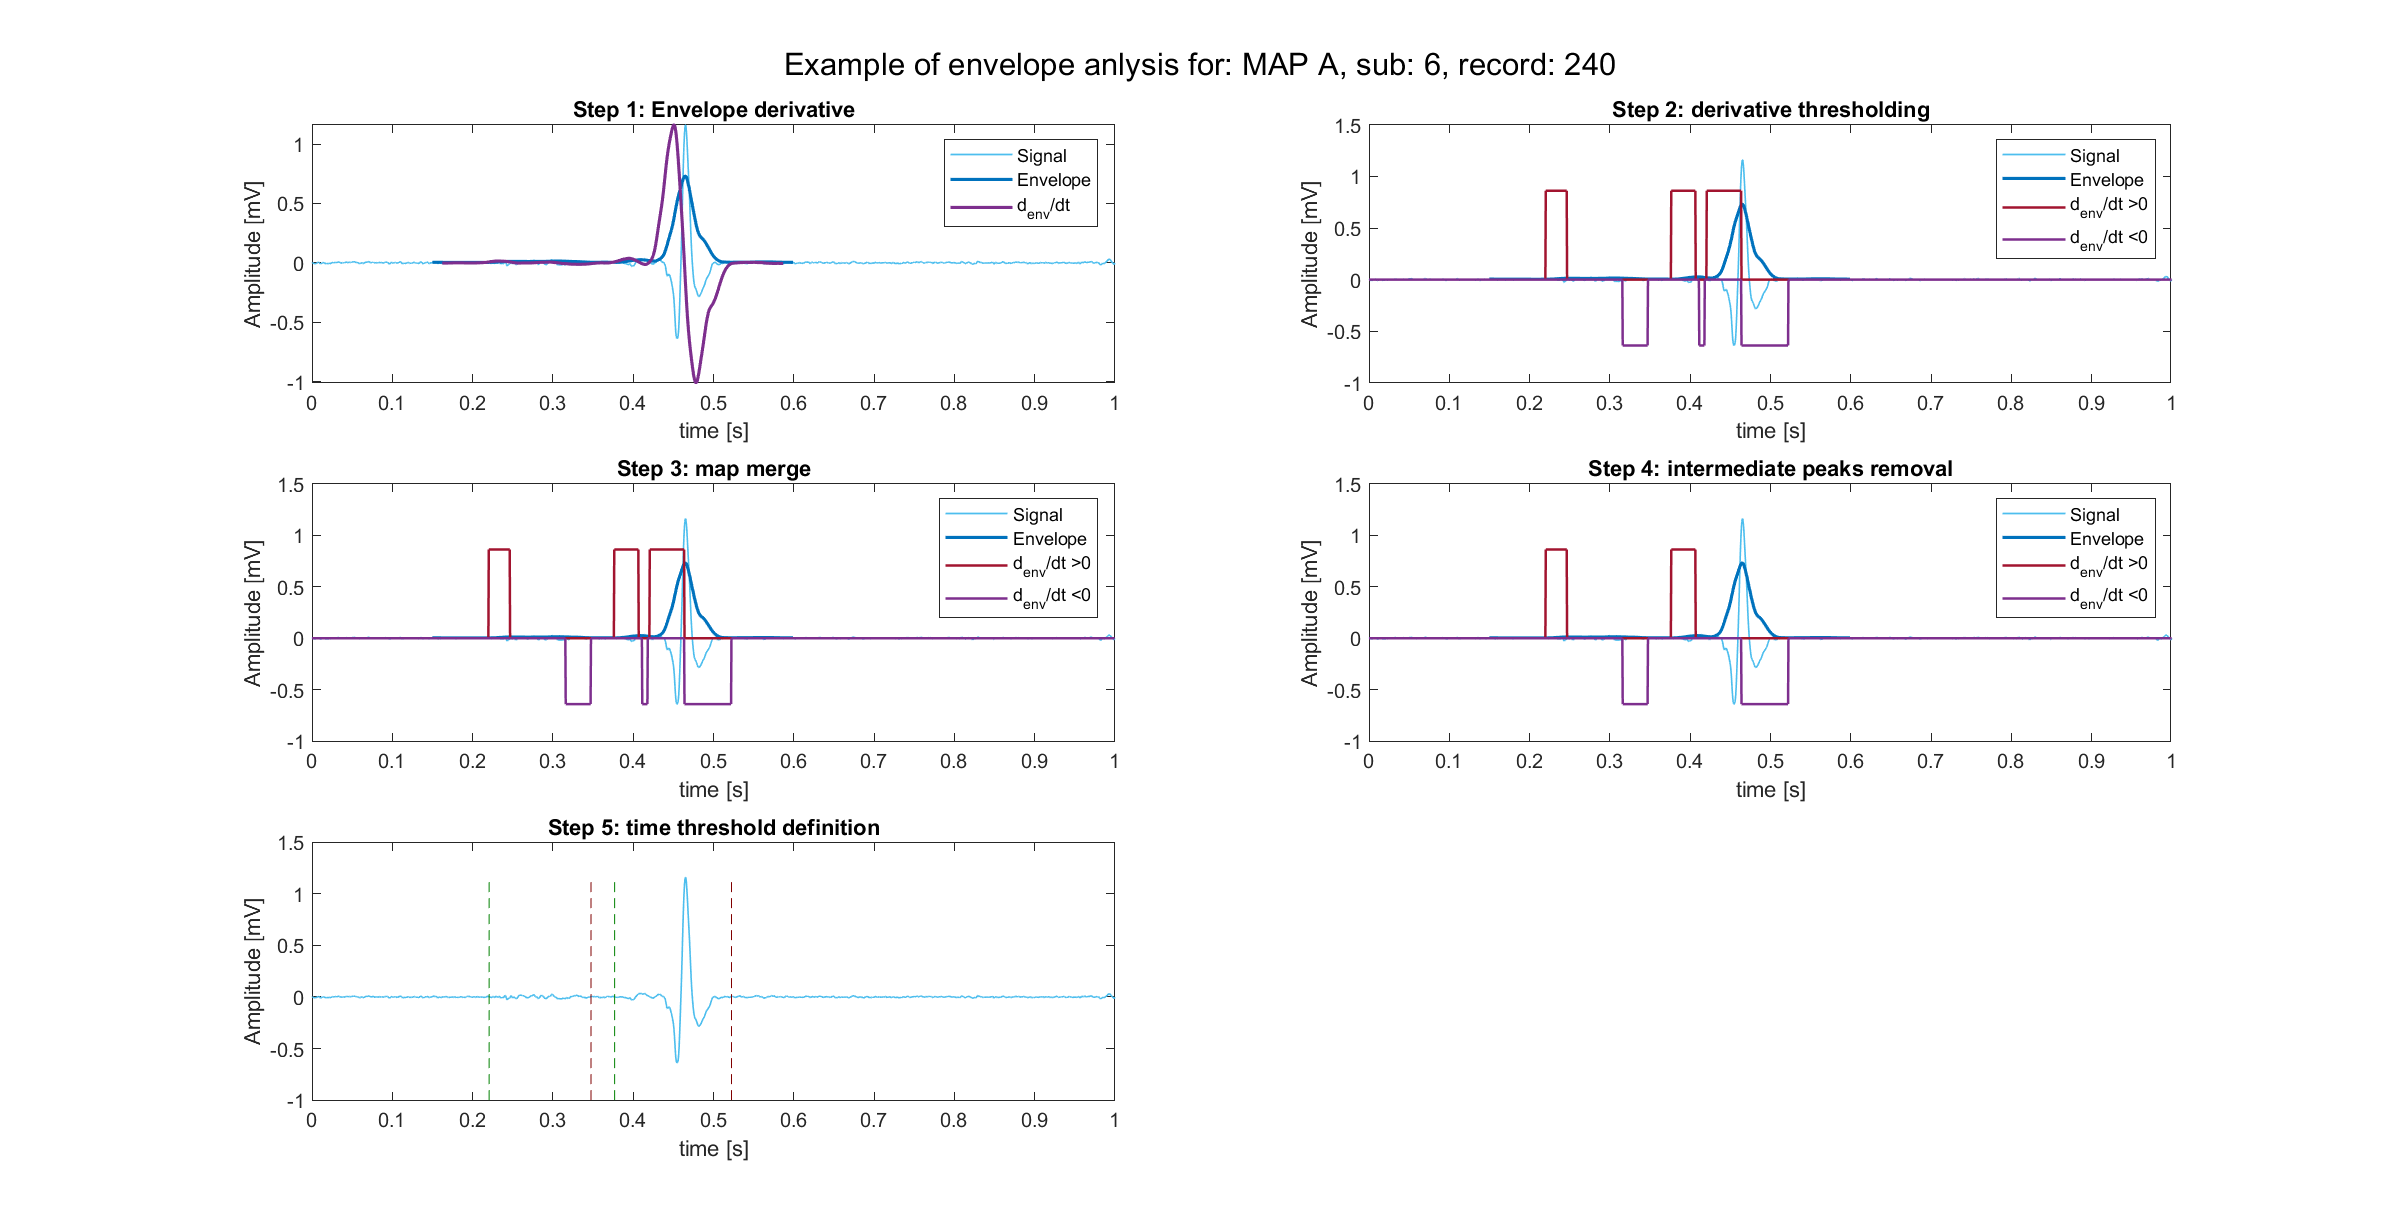 Example of envelope anlysis for: MAP A, sub: 6, record: 240
Step 1: Envelope derivative
Amplitude [mV]
1
0.5
0
-0.5
-1
0 0.1 0.2 0.3 0.4 0.5 0.6 0.7 0.8 0.9 1
time [s]
Signal
Envelope
d_env/dt
Step 2: derivative thresholding
Amplitude [mV]
1.5
1
0.5
0
-0.5
-1
0 0.1 0.2 0.3 0.4 0.5 0.6 0.7 0.8 0.9 1
time [s]
Signal
Envelope
d_env/dt >0
d_env/dt <0
Step 3: map merge
Amplitude [mV]
1.5
1
0.5
0
-0.5
-1
0 0.1 0.2 0.3 0.4 0.5 0.6 0.7 0.8 0.9 1
time [s]
Signal
Envelope
d_env/dt >0
d_env/dt <0
Step 4: intermediate peaks removal
Amplitude [mV]
1.5
1
0.5
0
-0.5
-1
0 0.1 0.2 0.3 0.4 0.5 0.6 0.7 0.8 0.9 1
time [s]
Signal
Envelope
d_env/dt >0
d_env/dt <0
Step 5: time threshold definition
Amplitude [mV]
1.5
1
0.5
0
-0.5
-1
0 0.1 0.2 0.3 0.4 0.5 0.6 0.7 0.8 0.9 1
time [s]